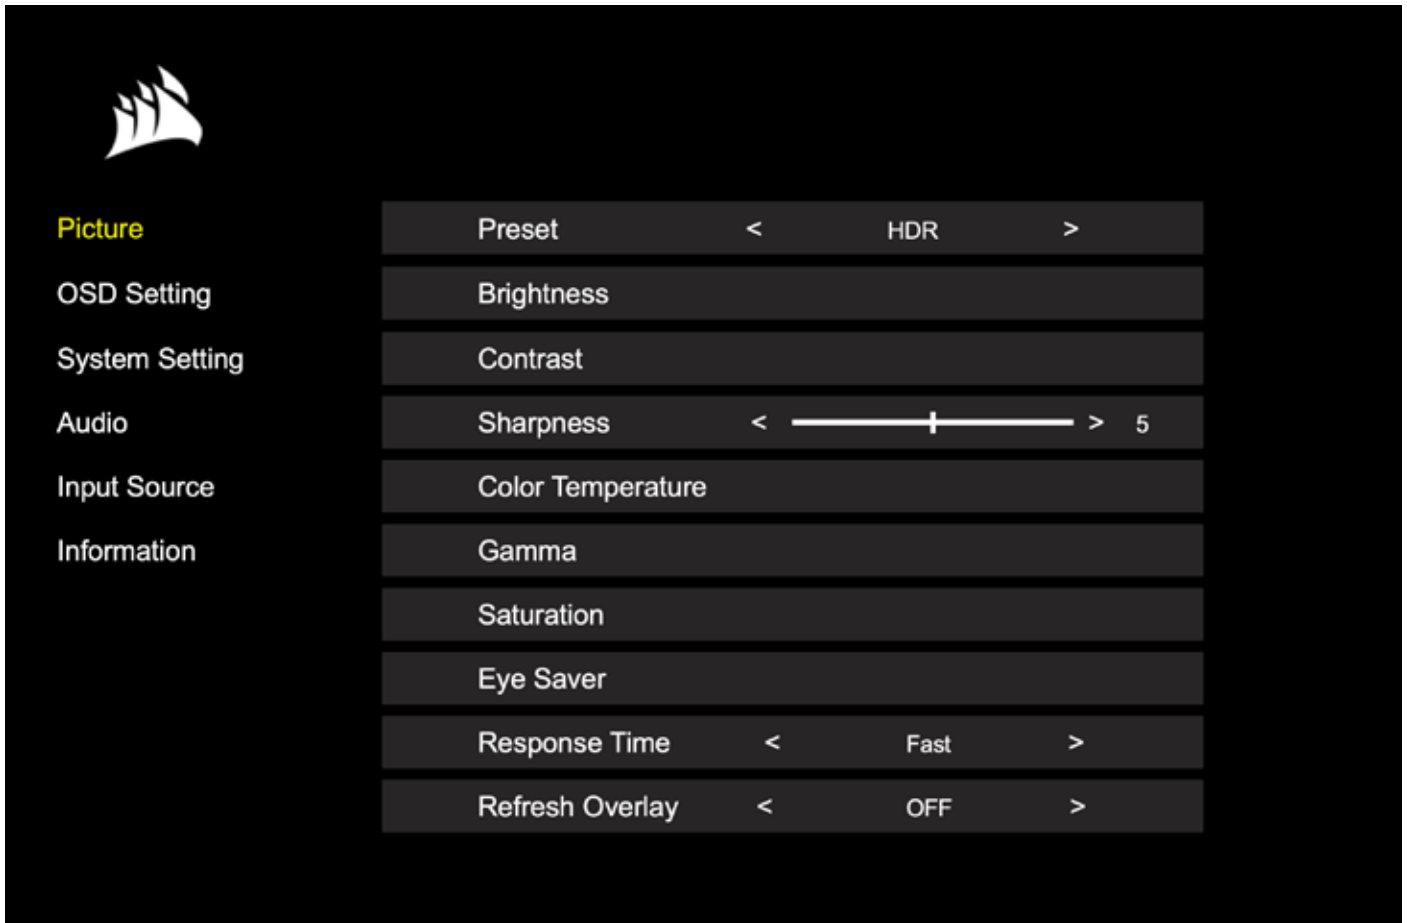 Picture
OSD Setting
System Setting
Audio
Input Source
Information
Preset < HDR >
Brightness
Contrast
Sharpness < > 5
Color Temperature
Gamma
Saturation
Eye Saver
Response Time < Fast >
Refresh Overlay < OFF >